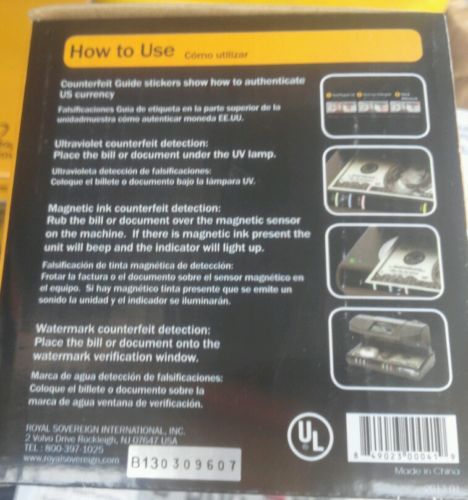 How to Use Cómo utilizar
Counterfeit Guide stickers show how to authenticate
US currency
Falsificaciones Guía de etiqueta en la parte superior de la
unidadmuestra cómo autenticar moneda EE.UU.
Ultraviolet counterfeit detection:
Place the bill or document under the UV lamp.
Ultravioleta detección de falsificaciones:
Coloque el billete o documento bajo la lámpara UV.
Magnetic ink counterfeit detection:
Rub the bill or document over the magnetic sensor
on the machine. If there is magnetic ink present the
unit will beep and the indicator will light up.
Falsificación de tinta magnética de detección:
Frotar la factura o el documento sobre el sensor magnético en
el equipo. Si hay magnético tinta presente que se emite un
sonido la unidad y el indicador se iluminarán.
Watermark counterfeit detection:
Place the bill or document onto the
watermark verification window.
Marca de agua detección de falsificaciones:
Coloque el billete o documento sobre la
marca de agua ventana de verificación.
ROYAL SOVEREIGN INTERNATIONAL, INC.
2 Volvo Drive Rockleigh, NJ 07647 USA
TEL : 800-397-1025
www.royalsovereign.com
B130309607
UL
8 49023 00041 9
Made in China
2013.01